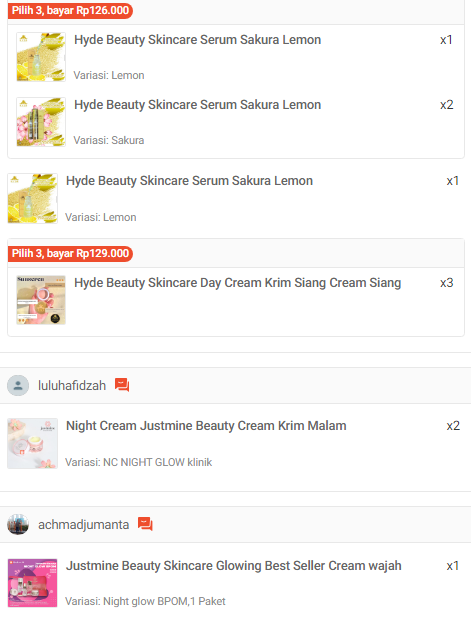 Pilih 3, bayar Rp126.000
Hyde Beauty Skincare Serum Sakura Lemon x1
Variasi: Lemon
Hyde Beauty Skincare Serum Sakura Lemon x2
Variasi: Sakura
Hyde Beauty Skincare Serum Sakura Lemon x1
Variasi: Lemon
Pilih 3, bayar Rp129.000
Sunscreen
Hyde Beauty Skincare Day Cream Krim Siang Cream Siang x3
luluhafidzah
Night Cream Justmine Beauty Cream Krim Malam x2
Variasi: NC NIGHT GLOW klinik
achmadjumanta
Justmine Beauty Skincare Glowing Best Seller Cream wajah x1
Variasi: Night glow BPOM,1 Paket